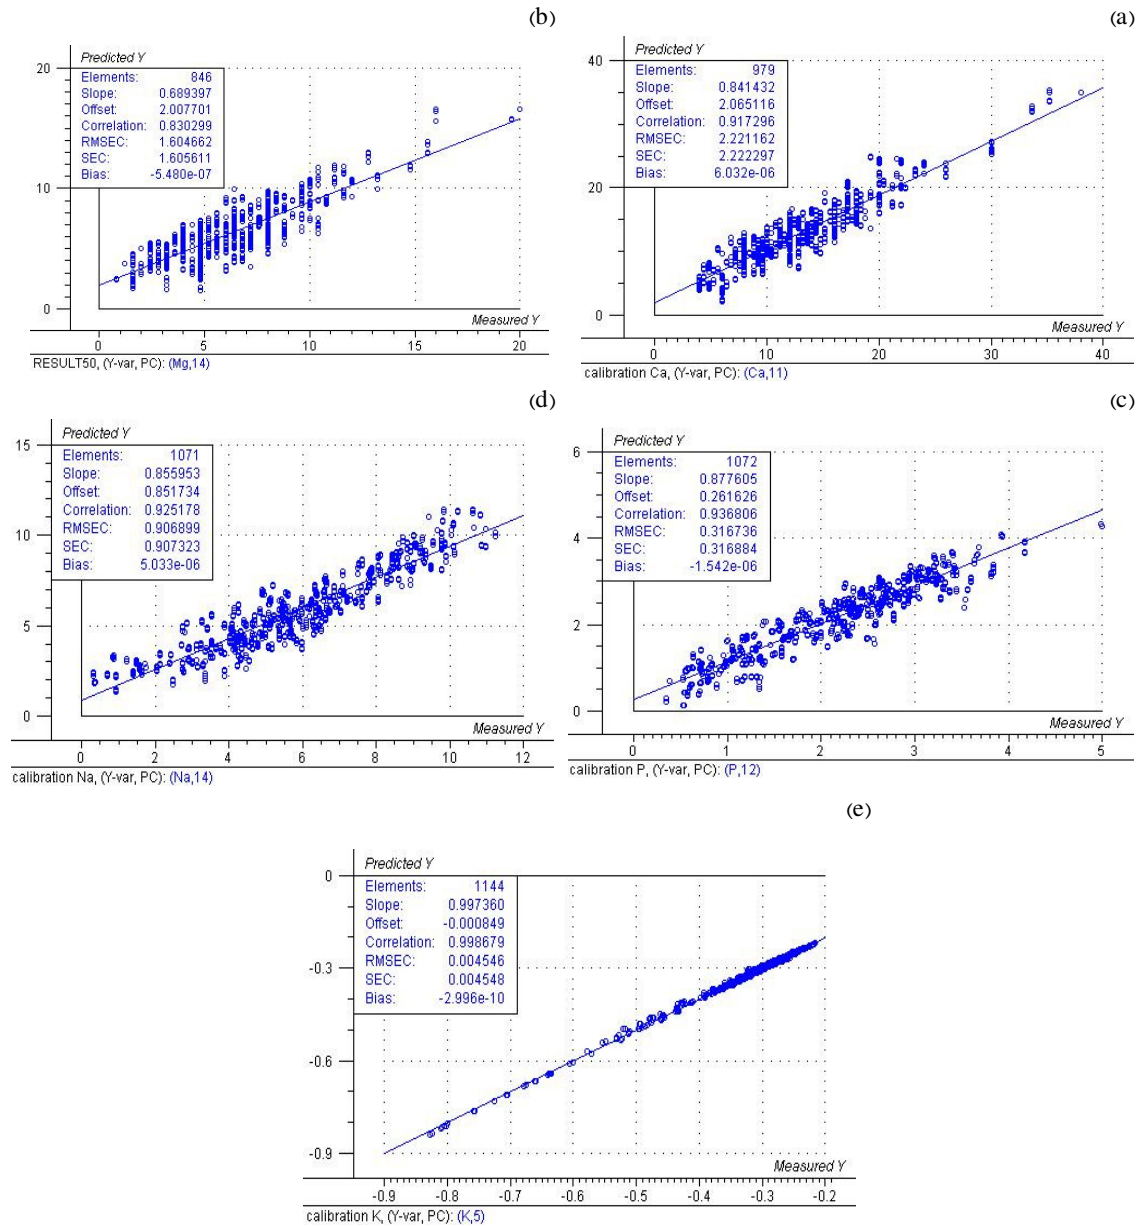 (b)
Predicted Y
20
10
0
Elements: 846
Slope: 0.689397
Offset: 2.007701
Correlation: 0.830299
RMSEC: 1.604662
SEC: 1.605611
Bias: -5.480e-07
Measured Y
0 5 10 15 20
RESULT50, (Y-var, PC): (Mg,14)
(a)
Predicted Y
40
20
0
Elements: 979
Slope: 0.841432
Offset: 2.065116
Correlation: 0.917296
RMSEC: 2.221162
SEC: 2.222297
Bias: 6.032e-06
Measured Y
0 10 20 30 40
calibration Ca, (Y-var, PC): (Ca,11)
(d)
Predicted Y
15
10
5
0
Elements: 1071
Slope: 0.855953
Offset: 0.851734
Correlation: 0.925178
RMSEC: 0.906899
SEC: 0.907323
Bias: 5.033e-06
Measured Y
0 2 4 6 8 10 12
calibration Na, (Y-var, PC): (Na,14)
(c)
Predicted Y
6
4
2
0
Elements: 1072
Slope: 0.877605
Offset: 0.261626
Correlation: 0.936806
RMSEC: 0.316736
SEC: 0.316884
Bias: -1.542e-06
Measured Y
0 1 2 3 4 5
calibration P, (Y-var, PC): (P,12)
(e)
Predicted Y
0
-0.3
-0.6
-0.9
Elements: 1144
Slope: 0.997360
Offset: -0.000849
Correlation: 0.998679
RMSEC: 0.004546
SEC: 0.004548
Bias: -2.996e-10
Measured Y
-0.9 -0.8 -0.7 -0.6 -0.5 -0.4 -0.3 -0.2
calibration K, (Y-var, PC): (K,5)